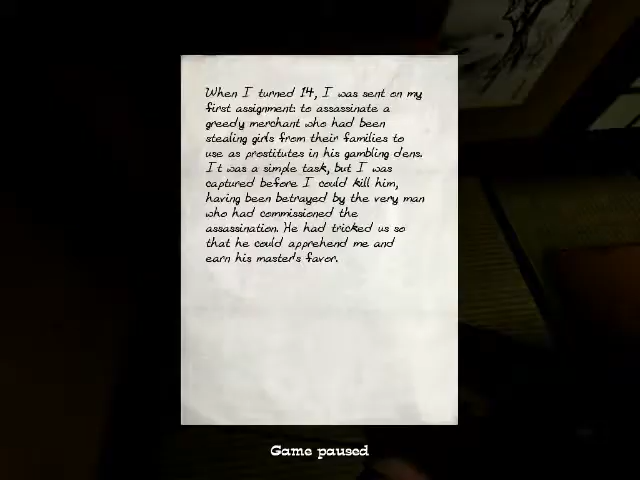 When I turned 14, I was sent on my
first assignment: to assassinate a
greedy merchant who had been
stealing girls from their families to
use as prostitutes in his gambling dens.
It was a simple task, but I was
captured before I could kill him,
having been betrayed by the very man
who had commissioned the
assassination. He had tricked us so
that he could apprehend me and
earn his master's favor.
Game paused